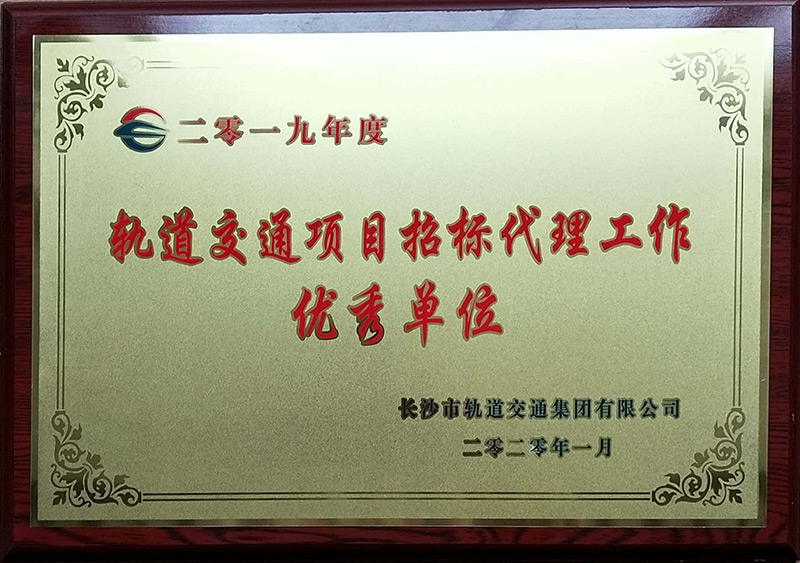 二零一九年度
轨道交通项目招标代理工作
优秀单位
长沙市轨道交通集团有限公司
二零二零年一月